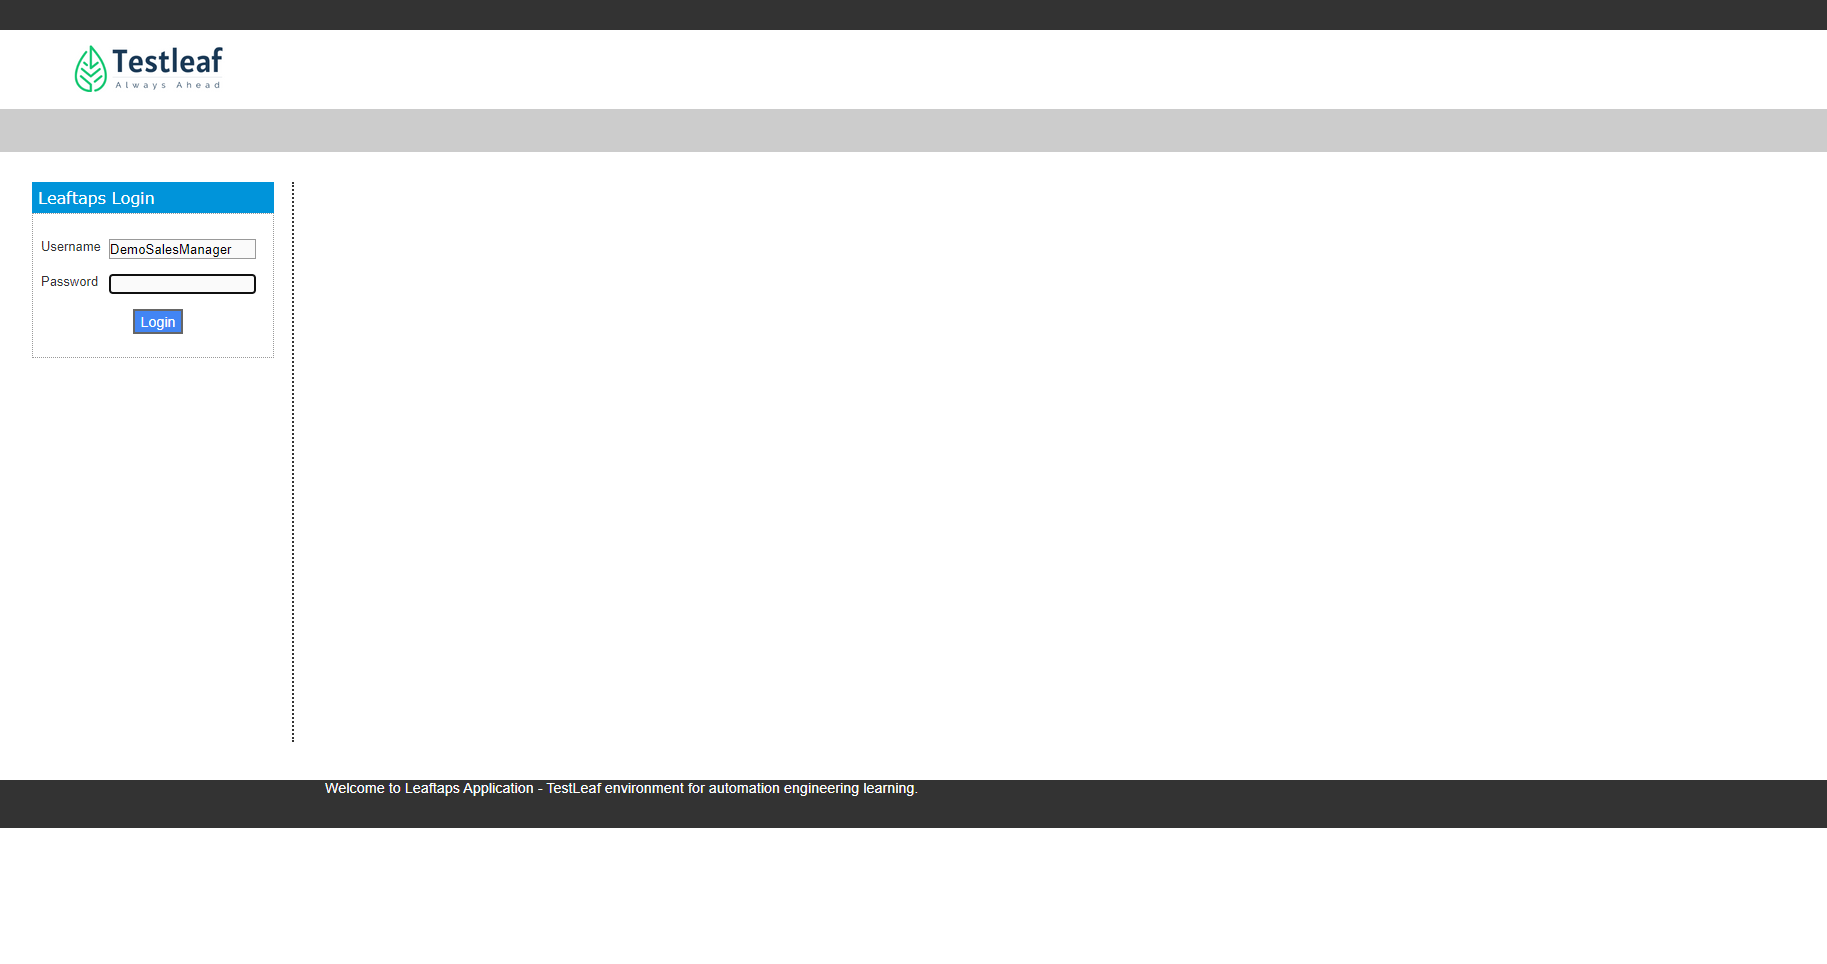 Testleaf
Always Ahead
Leaftaps Login
Username DemoSalesManager
Password
Login
Welcome to Leaftaps Application - TestLeaf environment for automation engineering learning.